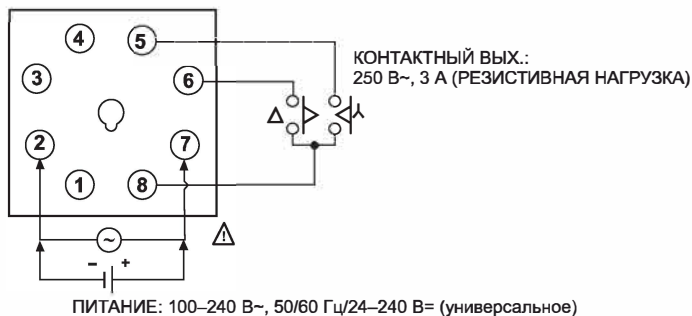 4 5
КОНТАКТНЫЙ ВЫХ.:
250 В~, 3 А (РЕЗИСТИВНАЯ НАГРУЗКА)
3 6
Δ
2 7
1 8
~
!
− +
ПИТАНИЕ: 100–240 В~, 50/60 Гц/24–240 В= (универсальное)